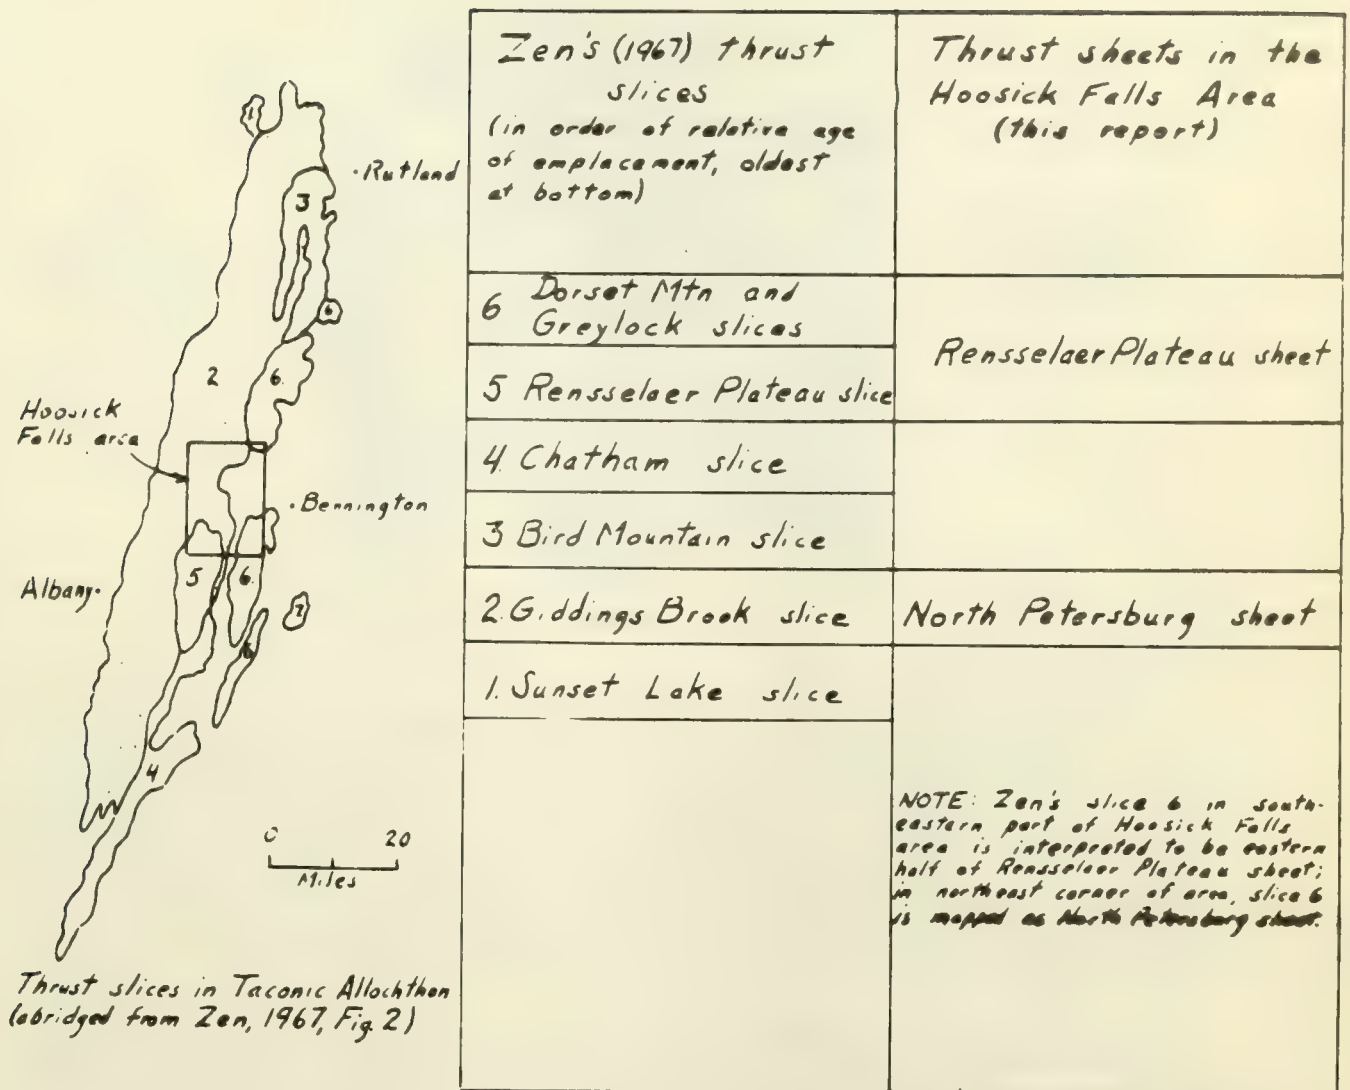 1
·Rutland
3
6
2
6
Hoosick
Falls area
·Bennington
Albany·
5
6
6
4
0 20
Miles
Thrust slices in Taconic Allochthon
(abridged from Zen, 1967, Fig. 2)
Zen's (1967) thrust
slices
(in order of relative age
of emplacement, oldest
at bottom)
Thrust sheets in the
Hoosick Falls Area
(this report)
6 Dorset Mtn and
Greylock slices
Rensselaer Plateau sheet
5 Rensselaer Plateau slice
4. Chatham slice
3 Bird Mountain slice
2. Giddings Brook slice
North Petersburg sheet
1. Sunset Lake slice
NOTE: Zen's slice 6 in south-
eastern part of Hoosick Falls
area is interpreted to be eastern
half of Rensselaer Plateau sheet;
in northeast corner of area, slice 6
is mapped as North Petersburg sheet.